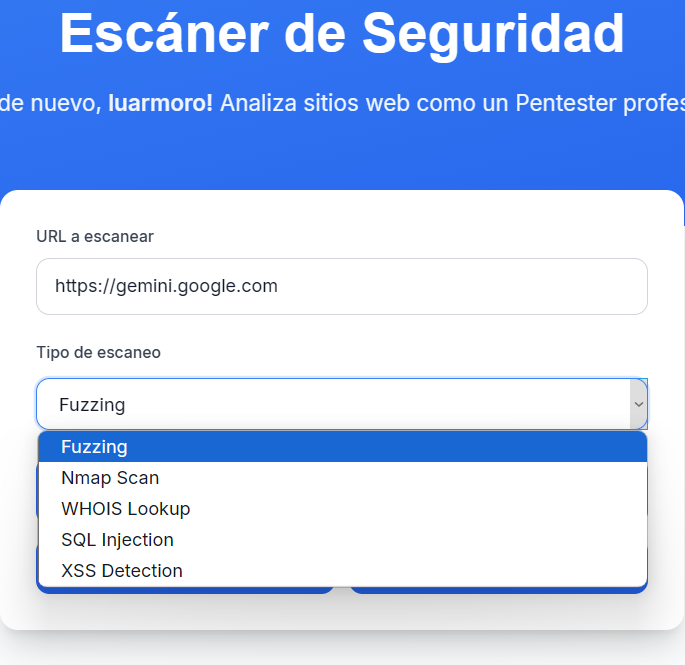 Escáner de Seguridad
de nuevo, luarmoro! Analiza sitios web como un Pentester profes
URL a escanear
https://gemini.google.com
Tipo de escaneo
Fuzzing
Fuzzing
Nmap Scan
WHOIS Lookup
SQL Injection
XSS Detection